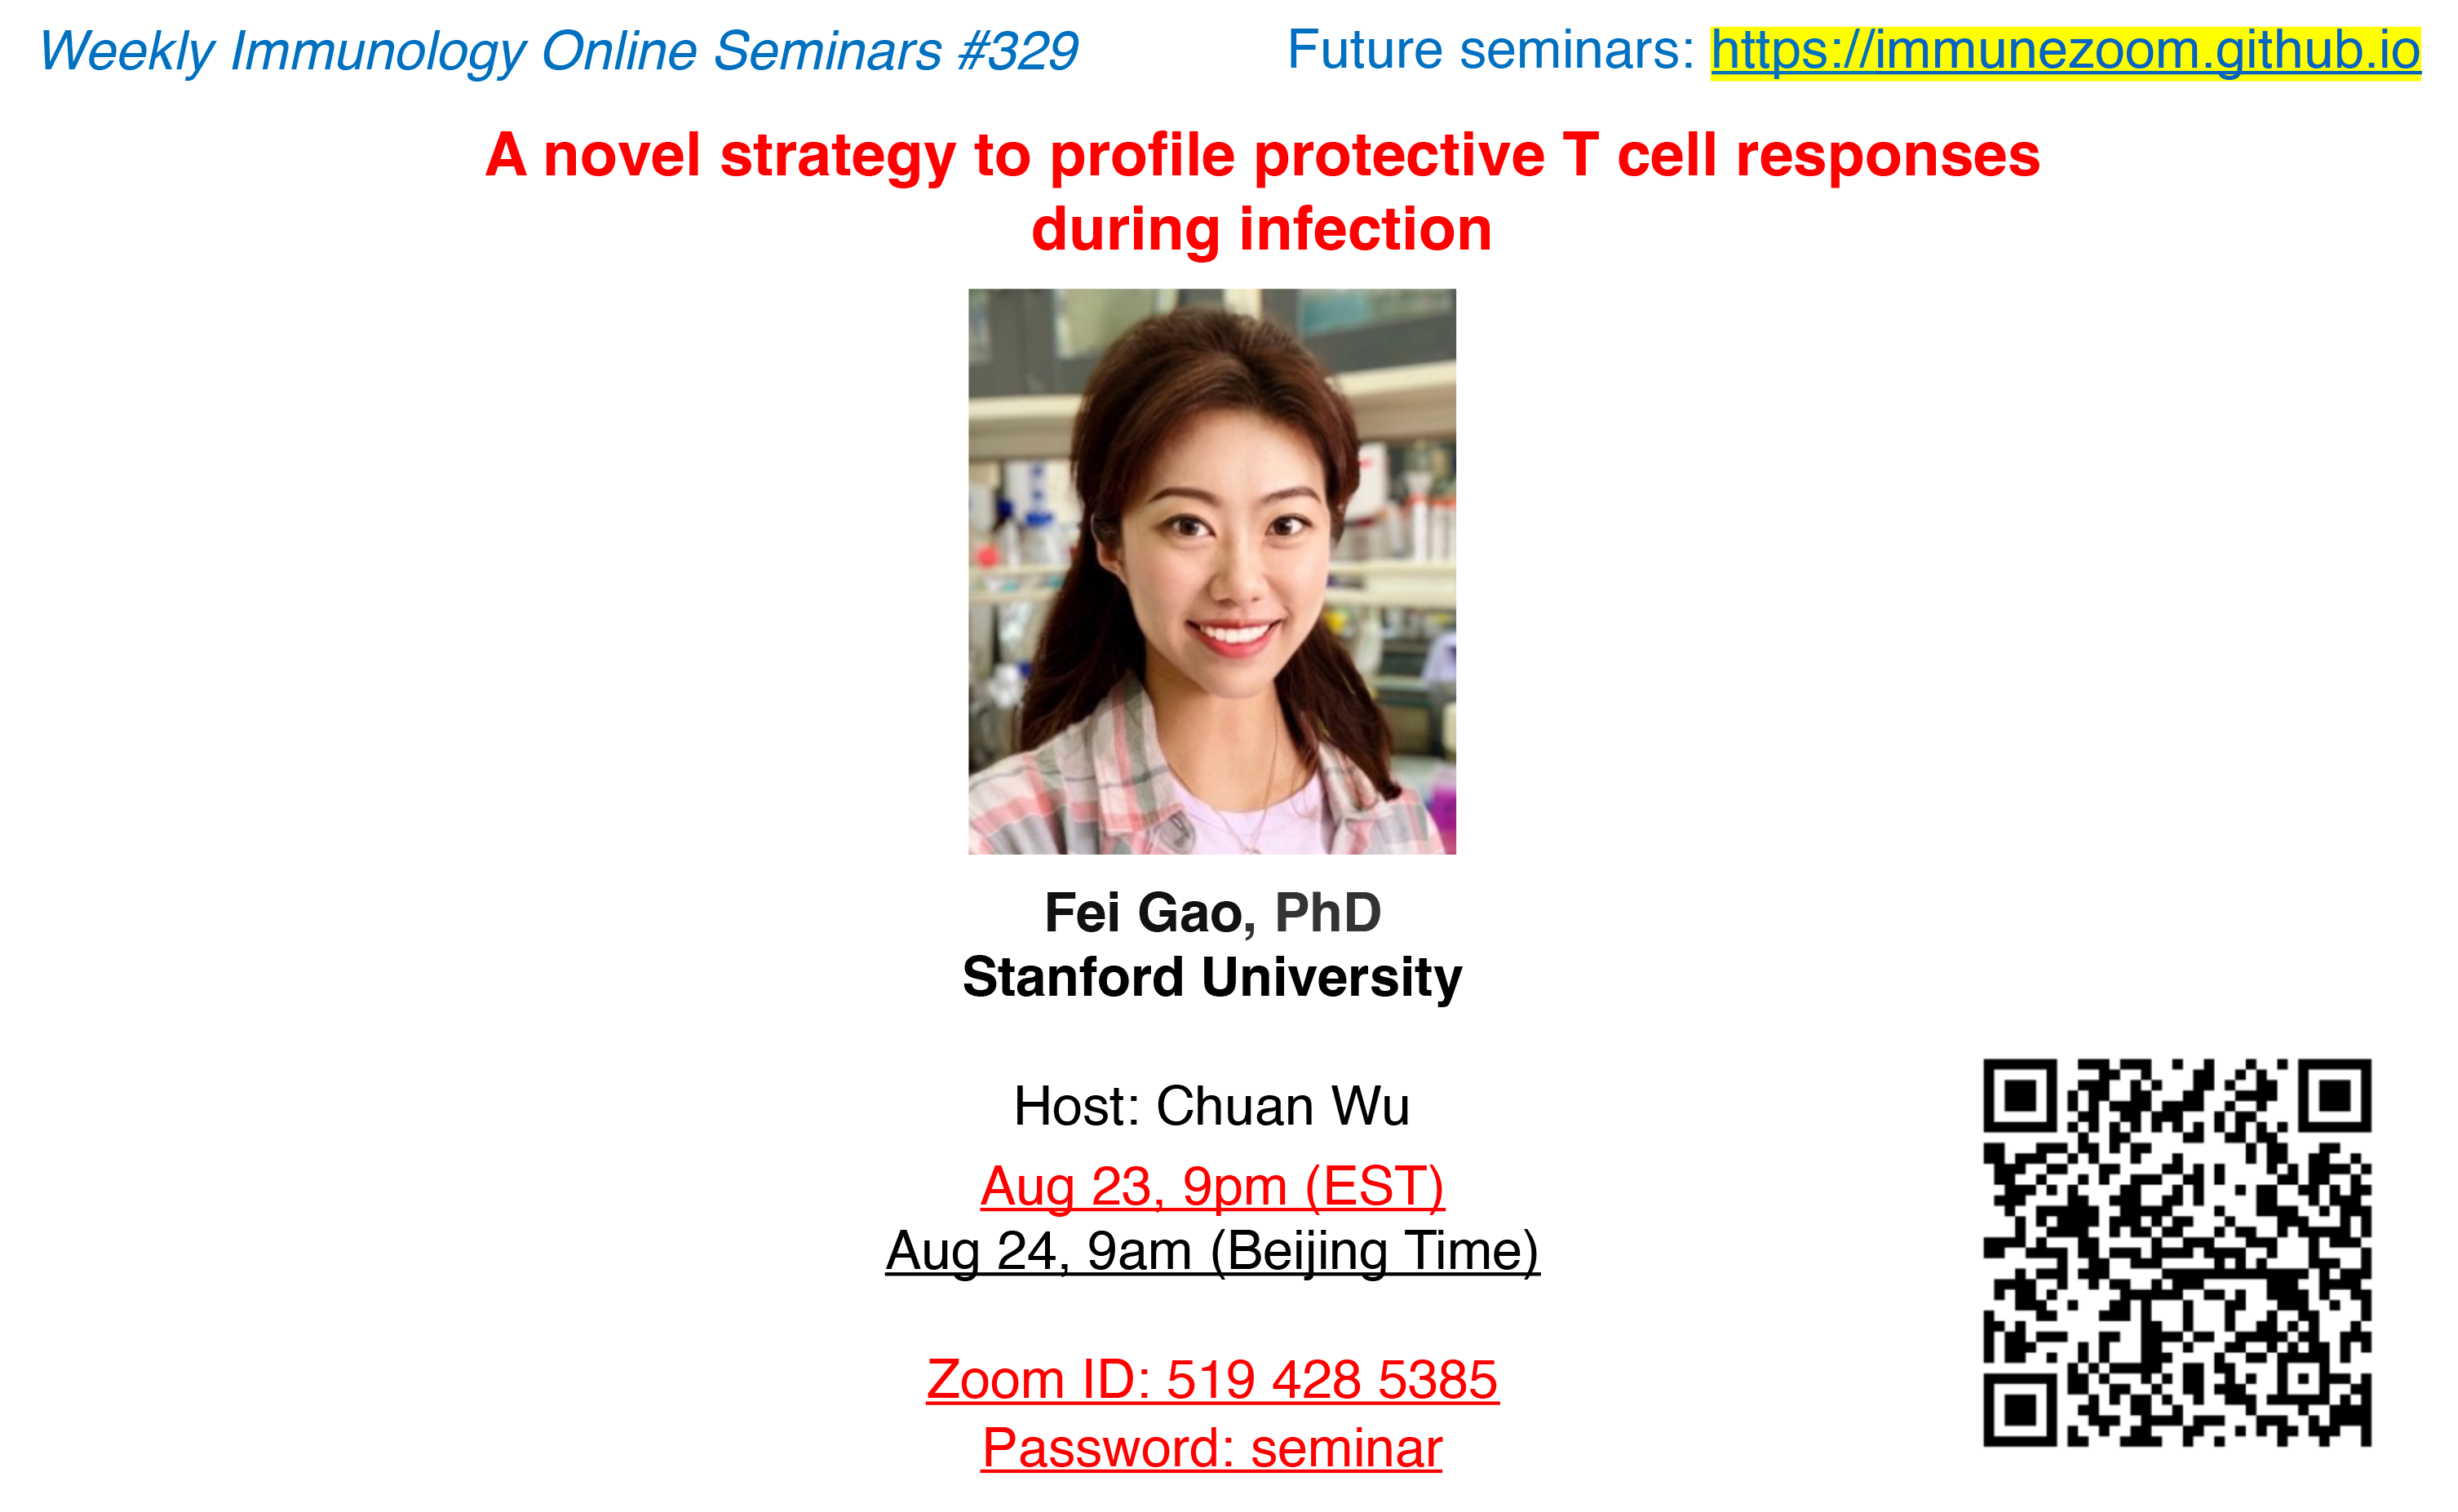 Weekly Immunology Online Seminars #329
Future seminars: https://immunezoom.github.io
A novel strategy to profile protective T cell responses
during infection
Fei Gao, PhD
Stanford University
Host: Chuan Wu
Aug 23, 9pm (EST)
Aug 24, 9am (Beijing Time)
Zoom ID: 519 428 5385
Password: seminar